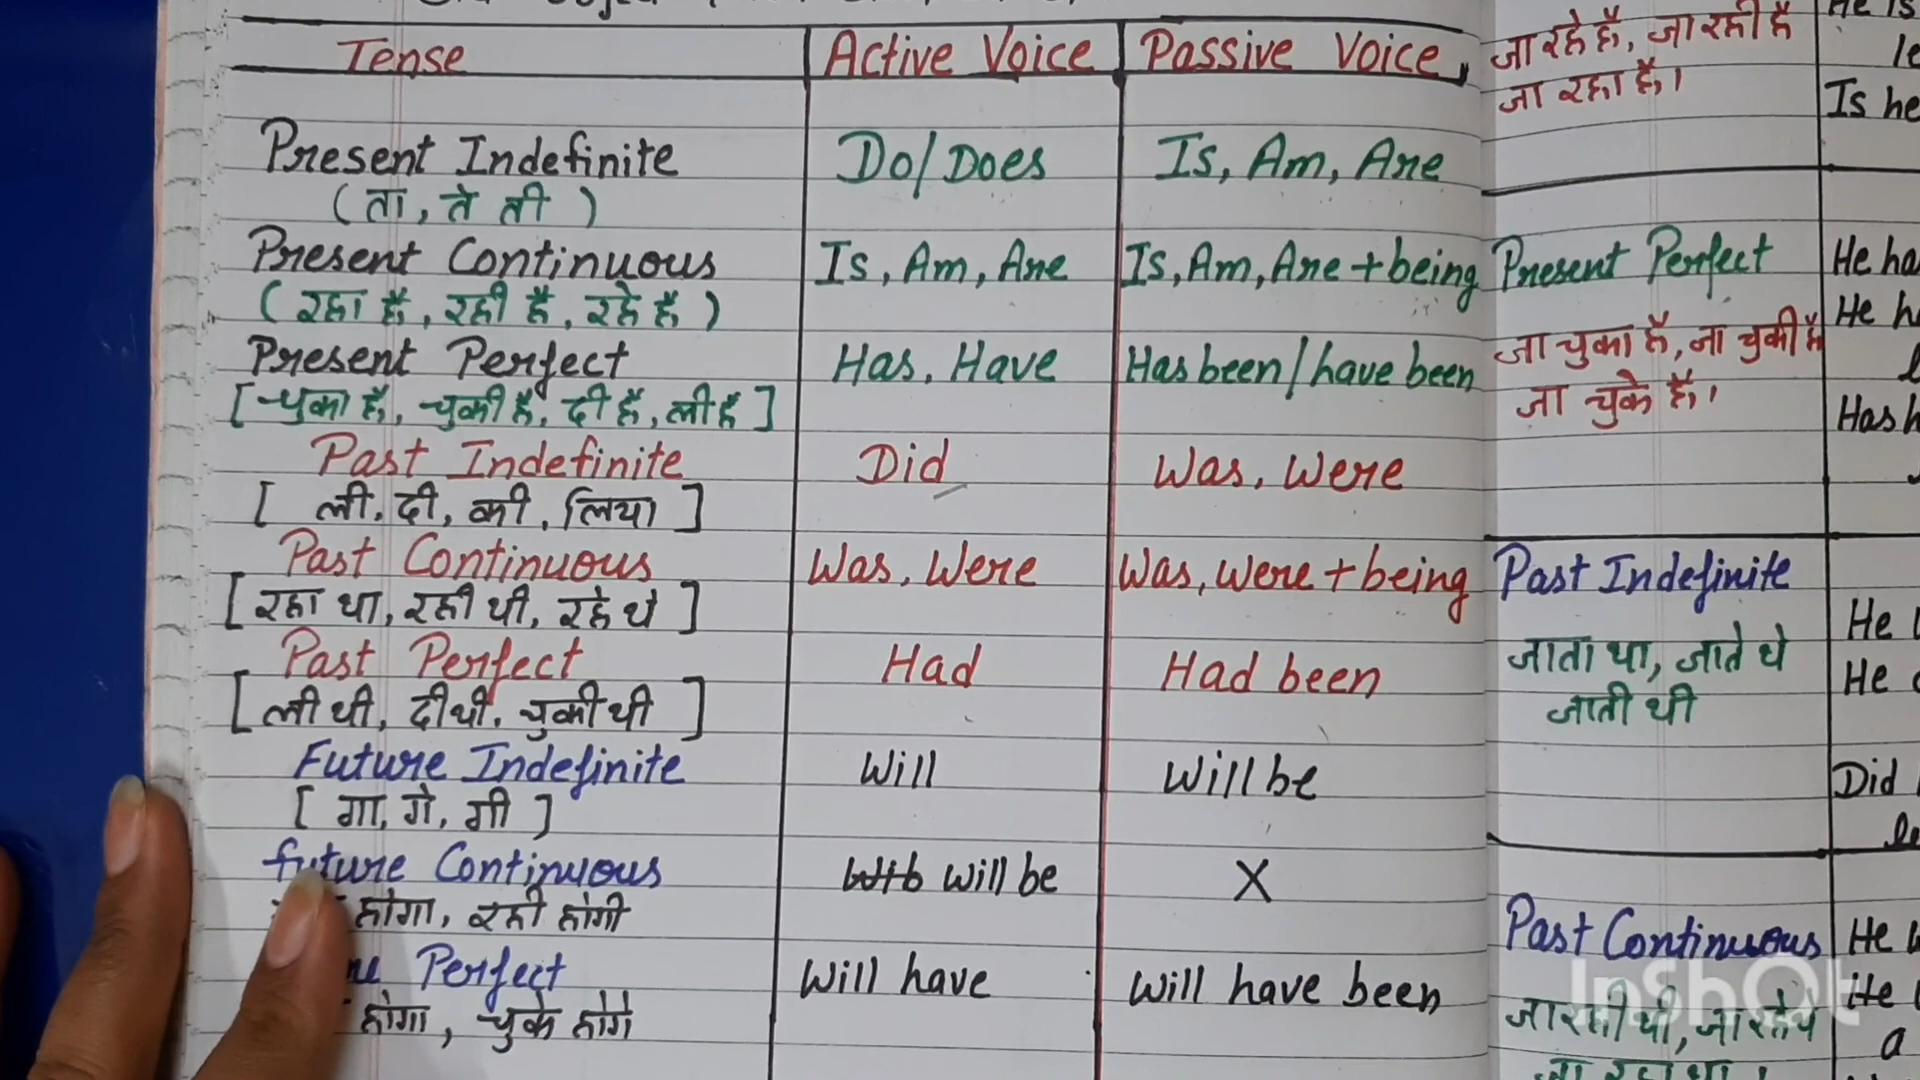 Tense Active Voice Passive Voice
Present Indefinite Do/Does Is, Am, Are
(ता, ते ती)
Present Continuous Is, Am, Are Is, Am, Are + being
(रहा है, रही है, रहे हैं)
Present Perfect Has, Have Has been/have been
[चुका है, चुकी है, दी है, ली है]
Past Indefinite Did Was, Were
[ली, दी, की, लिया]
Past Continuous Was, Were Was, were + being
[रहा था, रही थी, रहे थे]
Past Perfect Had Had been
[ली थी, दी थी, चुकी थी]
Future Indefinite Will Will be
[गा, गे, गी]
future Continuous will be X
होगा, रही होगी
Perfect Will have Will have been
होगा, चुके होंगे
जा रहे हैं, जा रही है
जा रहा है।
Is he
Present Perfect He ha
He h
जा चुका है, जा चुकी है
जा चुके हैं।
Has h
Past Indefinite
He
जाता था, जाते थे
He
जाती थी
Did
Past Continuous He
He
जा रही थी, जा रहे थे
a
InShOt